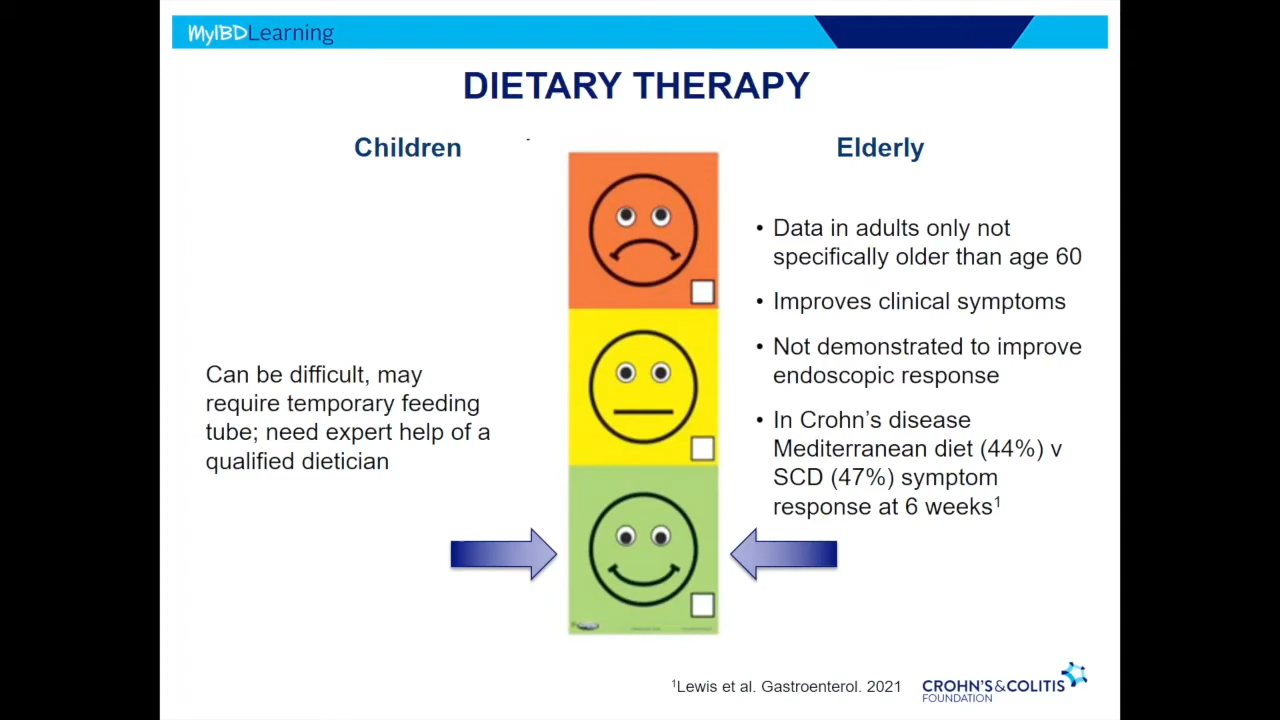 MyIBDLearning
DIETARY THERAPY
Children
Can be difficult, may
require temporary feeding
tube; need expert help of a
qualified dietician
Elderly
• Data in adults only not
specifically older than age 60
• Improves clinical symptoms
• Not demonstrated to improve
endoscopic response
• In Crohn’s disease
Mediterranean diet (44%) v
SCD (47%) symptom
response at 6 weeks¹
¹Lewis et al. Gastroenterol. 2021
CROHN'S & COLITIS
FOUNDATION